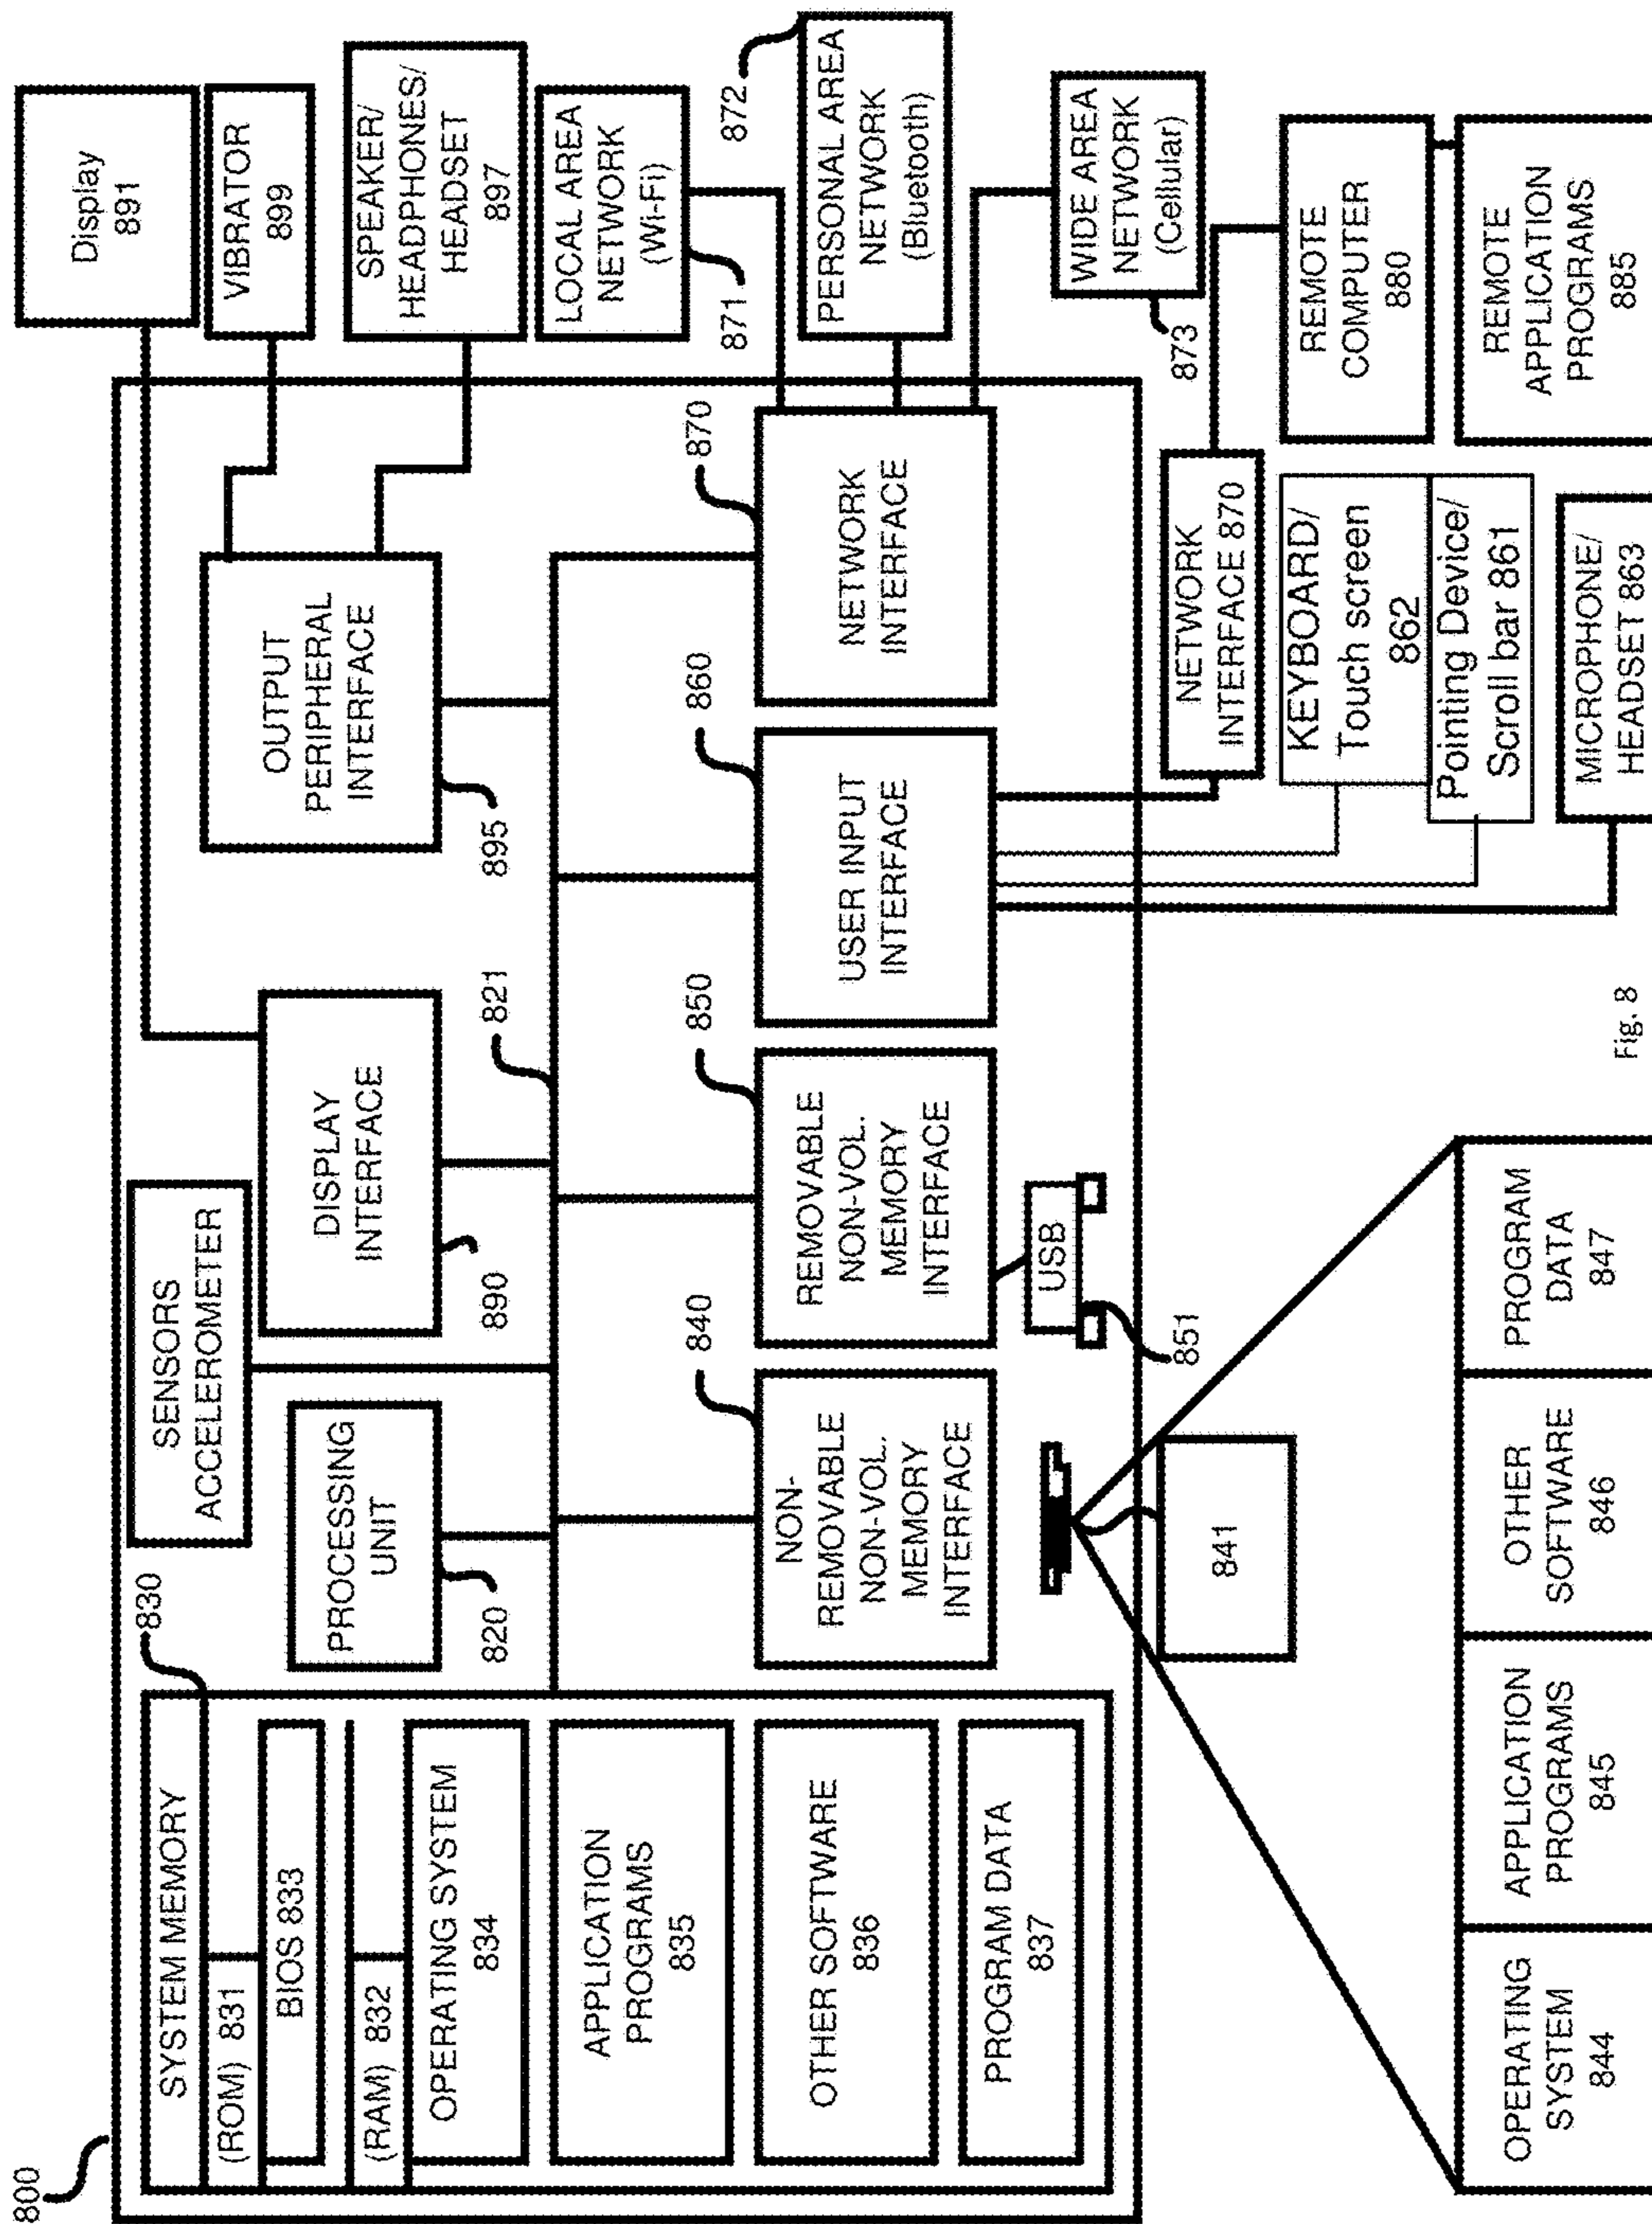 800
SYSTEM MEMORY
(ROM) 831
BIOS 833
(RAM) 832
OPERATING SYSTEM
834
APPLICATION
PROGRAMS
835
OTHER SOFTWARE
836
PROGRAM DATA
837
830
PROCESSING
UNIT
820
SENSORS
ACCELEROMETER
DISPLAY
INTERFACE
890
821
OUTPUT
PERIPHERAL
INTERFACE
895
Display
891
VIBRATOR
899
SPEAKER/
HEADPHONES/
HEADSET
897
LOCAL AREA
NETWORK
(Wi-Fi)
871
872
PERSONAL AREA
NETWORK
(Bluetooth)
WIDE AREA
NETWORK
(Cellular)
873
840
NON-
REMOVABLE
NON-VOL.
MEMORY
INTERFACE
850
REMOVABLE
NON-VOL.
MEMORY
INTERFACE
860
USER INPUT
INTERFACE
870
NETWORK
INTERFACE
USB
851
841
NETWORK
INTERFACE 870
REMOTE
COMPUTER
880
REMOTE
APPLICATION
PROGRAMS
885
KEYBOARD/
Touch screen
862
Pointing Device/
Scroll bar 861
MICROPHONE/
HEADSET 863
OPERATING
SYSTEM
844
APPLICATION
PROGRAMS
845
OTHER
SOFTWARE
846
PROGRAM
DATA
847
Fig. 8